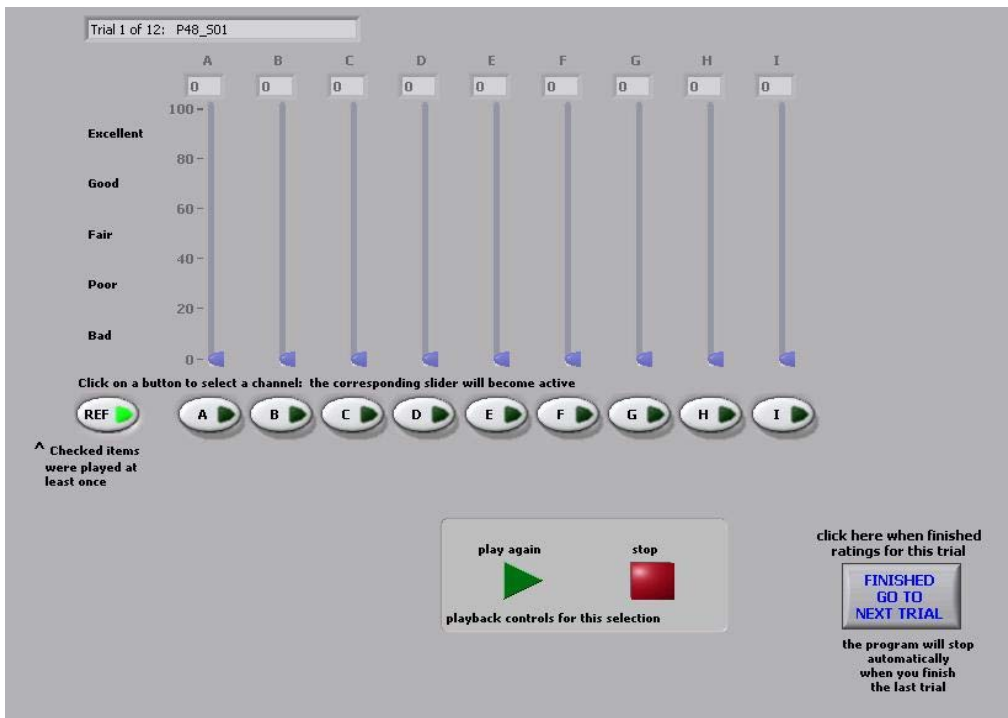 Trial 1 of 12: P48_S01
A B C D E F G H I
0 0 0 0 0 0 0 0 0
100
Excellent
80
Good
60
Fair
40
Poor
20
Bad
0
Click on a button to select a channel: the corresponding slider will become active
REF A B C D E F G H I
^ Checked items
were played at
least once
play again stop
playback controls for this selection
click here when finished
ratings for this trial
FINISHED
GO TO
NEXT TRIAL
the program will stop
automatically
when you finish
the last trial